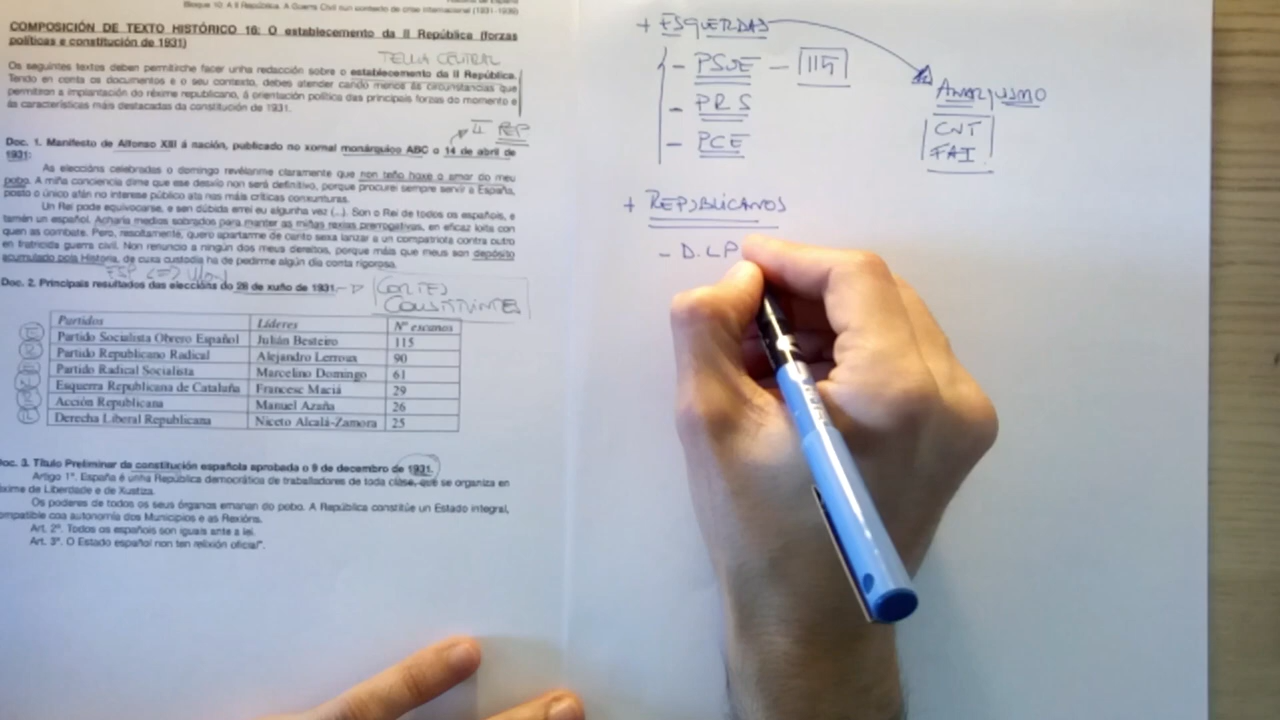 Bloque 10: A II República. A Guerra Civil nun contexto de crise internacional (1931-1939)
COMPOSICIÓN DE TEXTO HISTÓRICO 16: O establecemento da II República (forzas
políticas e constitución de 1931)
TEMA CENTRAL
Os seguintes textos deben permitirche facer unha redacción sobre o establecemento da II República.
Tendo en conta os documentos e o seu contexto, debes atender cando menos ás circunstancias que
permitiron a implantación do réxime republicano, á orientación política das principais forzas do momento e
ás características máis destacadas da constitución de 1931.
II REP
Doc. 1. Manifesto de Alfonso XIII á nación, publicado no xornal monárquico ABC o 14 de abril de
1931:
As eleccións celebradas o domingo revélanme claramente que non teño hoxe o amor do meu
pobo. A miña conciencia dime que ese desvío non será definitivo, porque procurei sempre servir a España,
posto o único afán no interese público ata nas máis críticas conxunturas.
Un Rei pode equivocarse, e sen dúbida errei eu algunha vez (...). Son o Rei de todos os españois, e
tamén un español. Acharía medios sobrados para manter as miñas rexias prerrogativas, en eficaz loita con
quen as combate. Pero, resoltamente, quero apartarme de canto sexa lanzar a un compatriota contra outro
en fratricida guerra civil. Non renuncio a ningún dos meus dereitos, porque máis que meus son depósito
acumulado pola Historia, de cuxa custodia ha de pedirme algún día conta rigorosa.
Doc. 2. Principais resultados das eleccións do 28 de xuño de 1931.
CORTES
CONSTITUINTES
Partidos Líderes Nº escanos
Partido Socialista Obrero Español Julián Besteiro 115
Partido Republicano Radical Alejandro Lerroux 90
Partido Radical Socialista Marcelino Domingo 61
Esquerra Republicana de Cataluña Francesc Maciá 29
Acción Republicana Manuel Azaña 26
Derecha Liberal Republicana Niceto Alcalá-Zamora 25
Doc. 3. Título Preliminar da constitución española aprobada o 9 de decembro de 1931.
Artigo 1º. España é unha República democrática de traballadores de toda clase, que se organiza en
réxime de Liberdade e de Xustiza.
Os poderes de todos os seus órganos emanan do pobo. A República constitúe un Estado integral,
compatible coa autonomía dos Municipios e as Rexións.
Art. 2º. Todos os españois son iguais ante a lei.
Art. 3º. O Estado español non ten relixión oficial".
+ ESQUERDAS
- PSOE - 115
- PRS
- PCE
ANARQUISMO
CNT
FAI
+ REPUBLICANOS
- D.LP